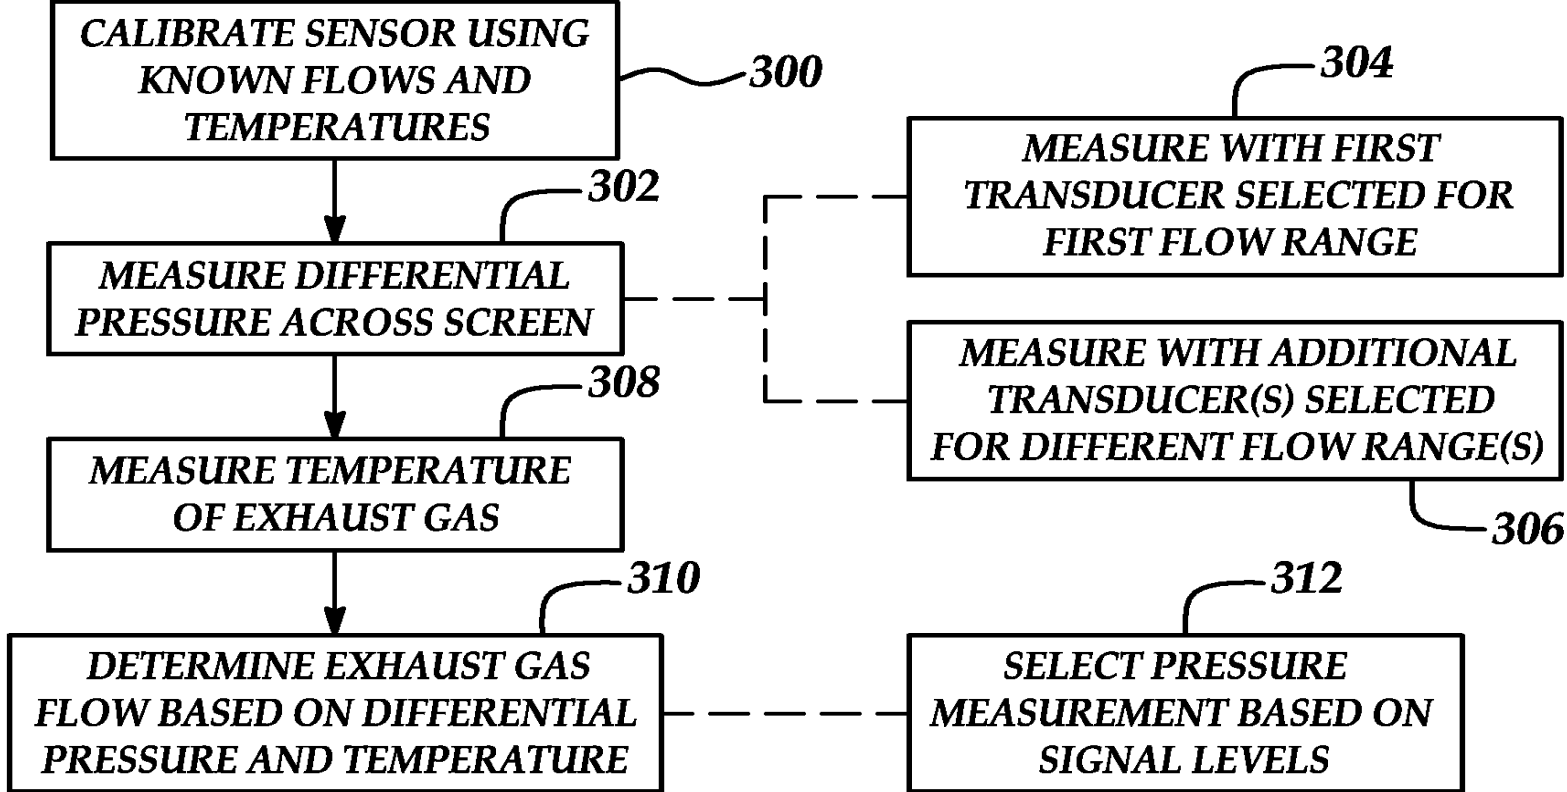 CALIBRATE SENSOR USING
KNOWN FLOWS AND
TEMPERATURES
300
302
MEASURE DIFFERENTIAL
PRESSURE ACROSS SCREEN
304
MEASURE WITH FIRST
TRANSDUCER SELECTED FOR
FIRST FLOW RANGE
MEASURE WITH ADDITIONAL
TRANSDUCER(S) SELECTED
FOR DIFFERENT FLOW RANGE(S)
306
308
MEASURE TEMPERATURE
OF EXHAUST GAS
310
DETERMINE EXHAUST GAS
FLOW BASED ON DIFFERENTIAL
PRESSURE AND TEMPERATURE
312
SELECT PRESSURE
MEASUREMENT BASED ON
SIGNAL LEVELS